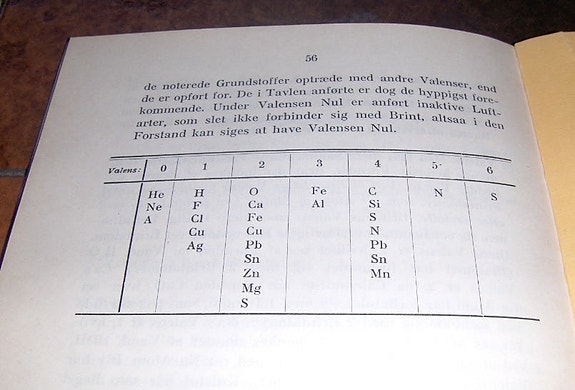 56
de noterede Grundstoffer optræde med andre Valenser, end
de er opført for. De i Tavlen anførte er dog de hyppigst fore-
kommende. Under Valensen Nul er anført inaktive Luft-
arter, som slet ikke forbinder sig med Brint, altsaa i den
Forstand kan siges at have Valensen Nul.
Valens: 0 1 2 3 4 5 6
He H O Fe C N S
Ne F Ca Al Si
A Cl Fe S
Cu Cu N
Ag Pb Pb
Sn Sn
Zn Mn
Mg
S